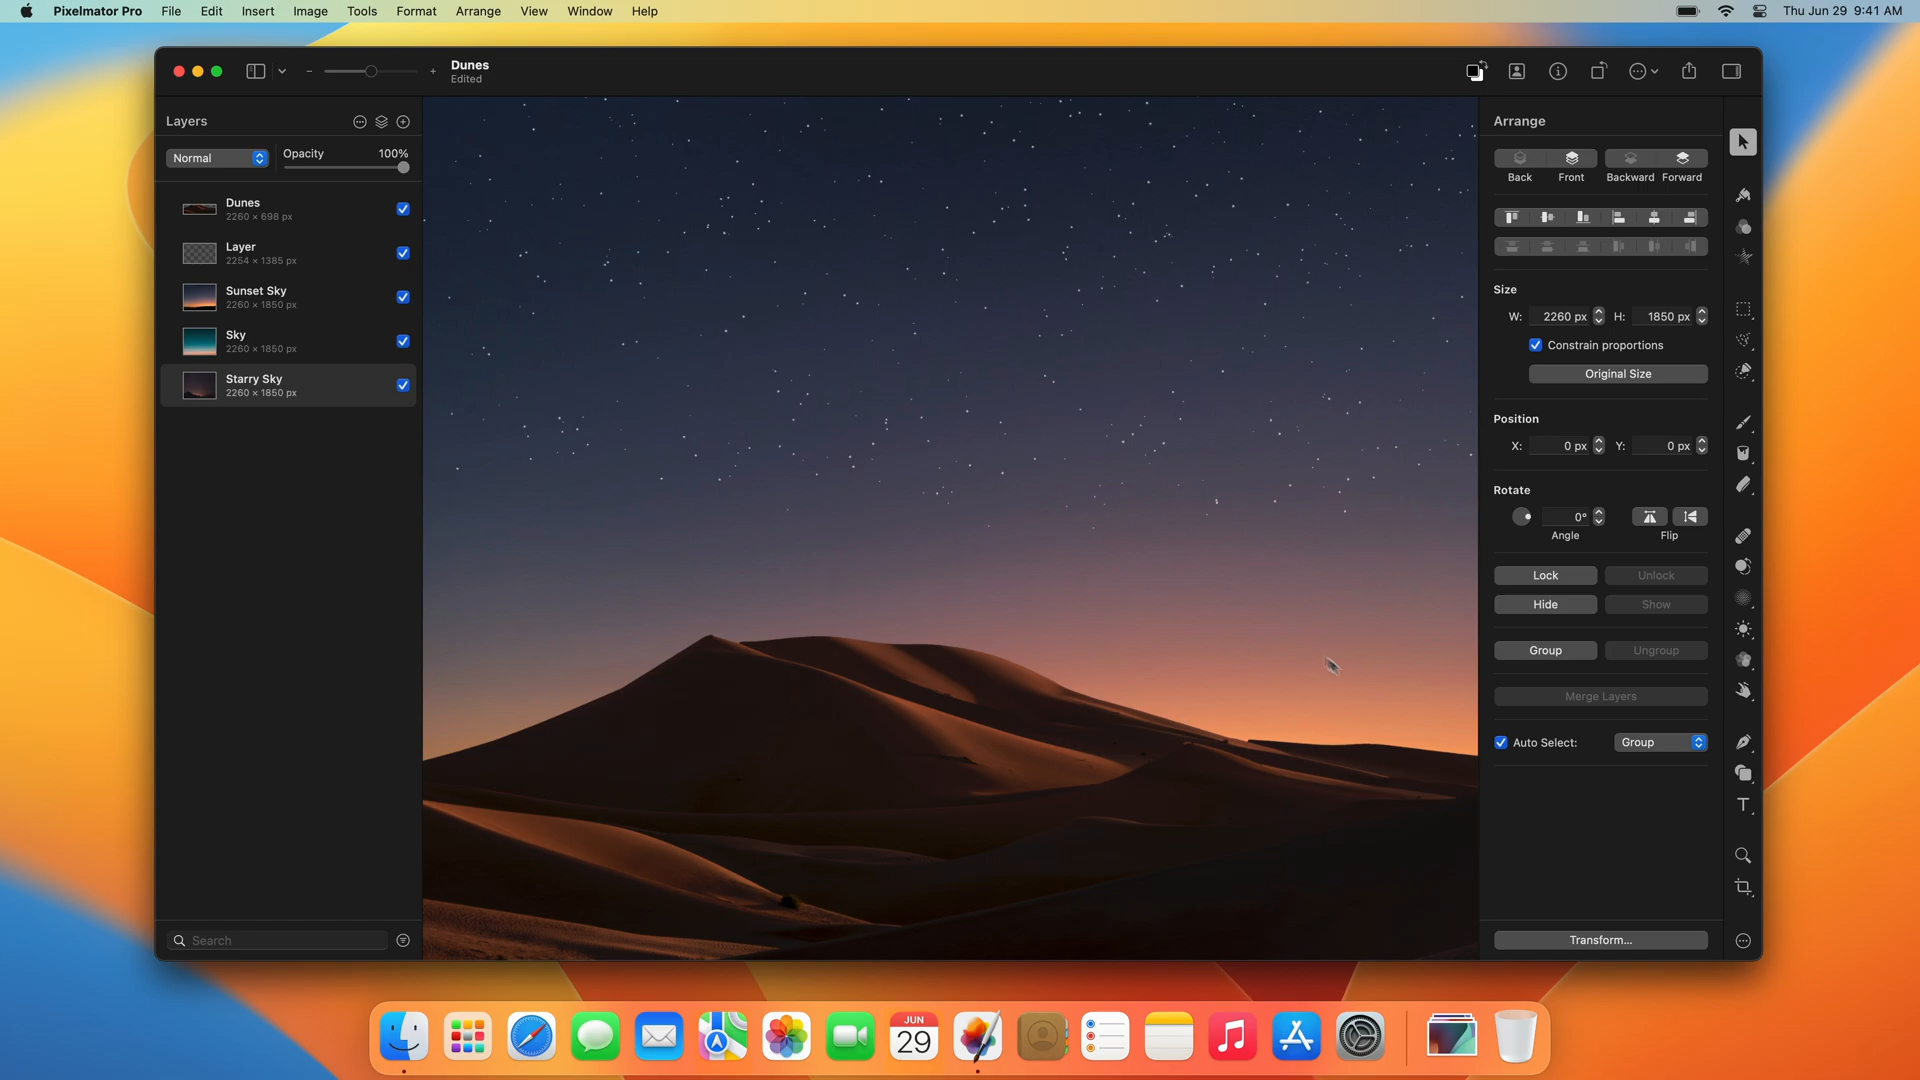 Pixelmator Pro File Edit Insert Image Tools Format Arrange View Window Help Thu Jun 29 9:41 AM
Dunes
Edited
Layers
Normal Opacity 100%
Dunes
2260 × 698 px
Layer
2254 × 1385 px
Sunset Sky
2260 × 1850 px
Sky
2260 × 1850 px
Starry Sky
2260 × 1850 px
Search
Arrange
Back Front Backward Forward
Size
W: 2260 px H: 1850 px
Constrain proportions
Original Size
Position
X: 0 px Y: 0 px
Rotate
0°
Angle Flip
Lock Unlock
Hide Show
Group Ungroup
Merge Layers
Auto Select: Group
Transform...
T
JUN
29